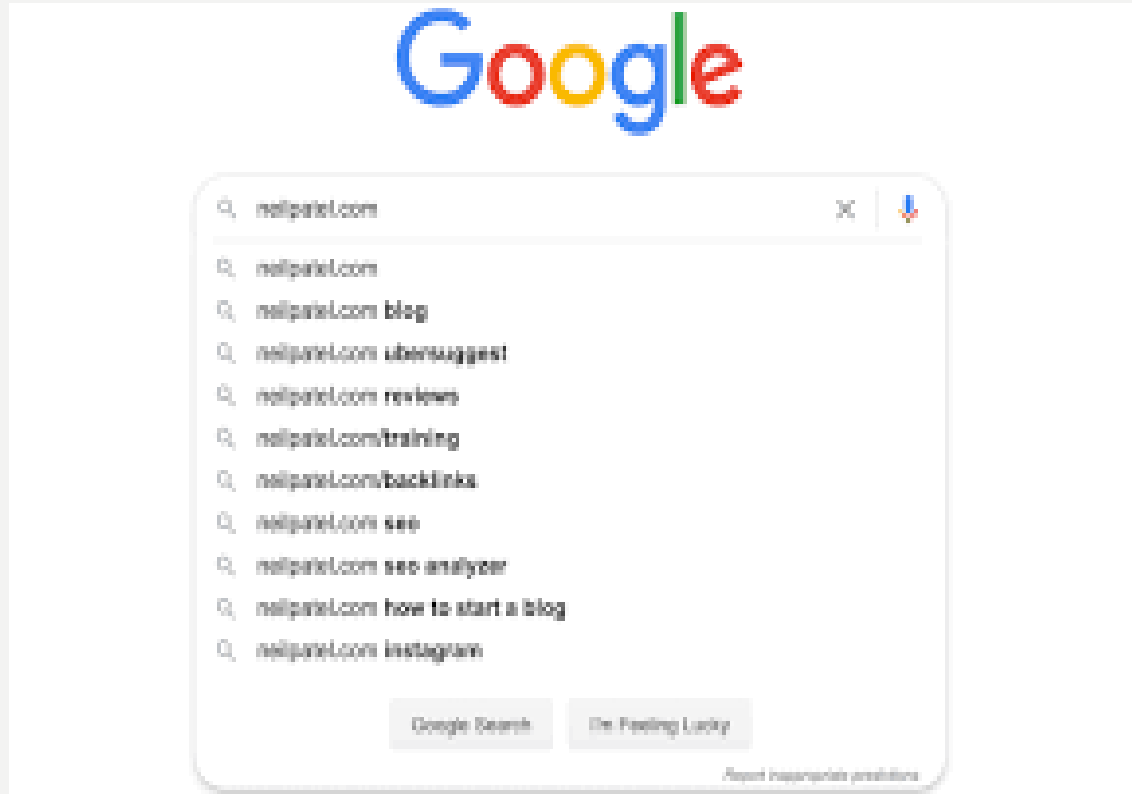 Google
neilpatel.com
neilpatel.com
neilpatel.com blog
neilpatel.com ubersuggest
neilpatel.com reviews
neilpatel.com/training
neilpatel.com/backlinks
neilpatel.com seo
neilpatel.com seo analyzer
neilpatel.com how to start a blog
neilpatel.com instagram
Google Search I'm Feeling Lucky
Report inappropriate predictions